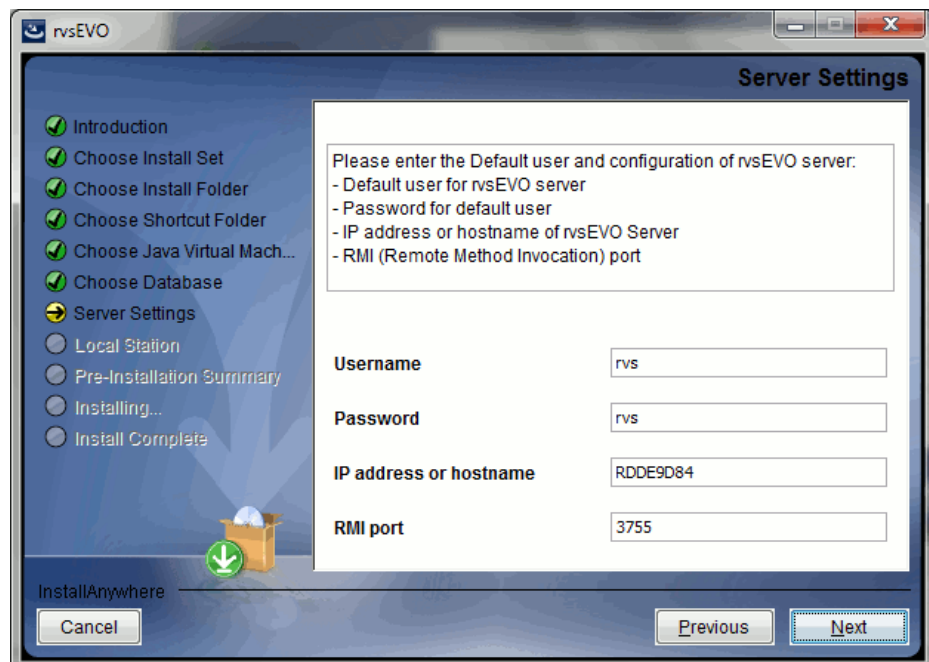 rvsEVO
Server Settings
Introduction
Choose Install Set
Choose Install Folder
Choose Shortcut Folder
Choose Java Virtual Mach...
Choose Database
Server Settings
Local Station
Pre-Installation Summary
Installing...
Install Complete
Please enter the Default user and configuration of rvsEVO server:
- Default user for rvsEVO server
- Password for default user
- IP address or hostname of rvsEVO Server
- RMI (Remote Method Invocation) port
Username rvs
Password rvs
IP address or hostname RDDE9D84
RMI port 3755
InstallAnywhere
Cancel Previous Next